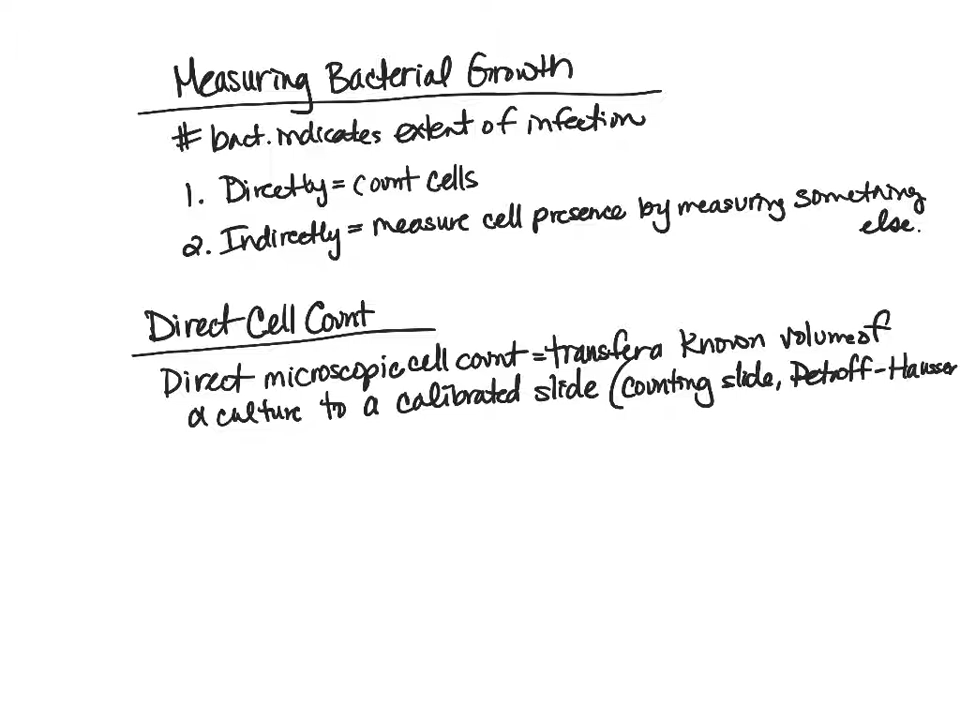 Measuring Bacterial Growth
# bact. indicates extent of infection
1. Directly = count cells
2. Indirectly = measure cell presence by measuring something
else.
Direct Cell Count
Direct microscopic cell count = transfer a known volume of
a culture to a calibrated slide (counting slide, Petroff-Hausser